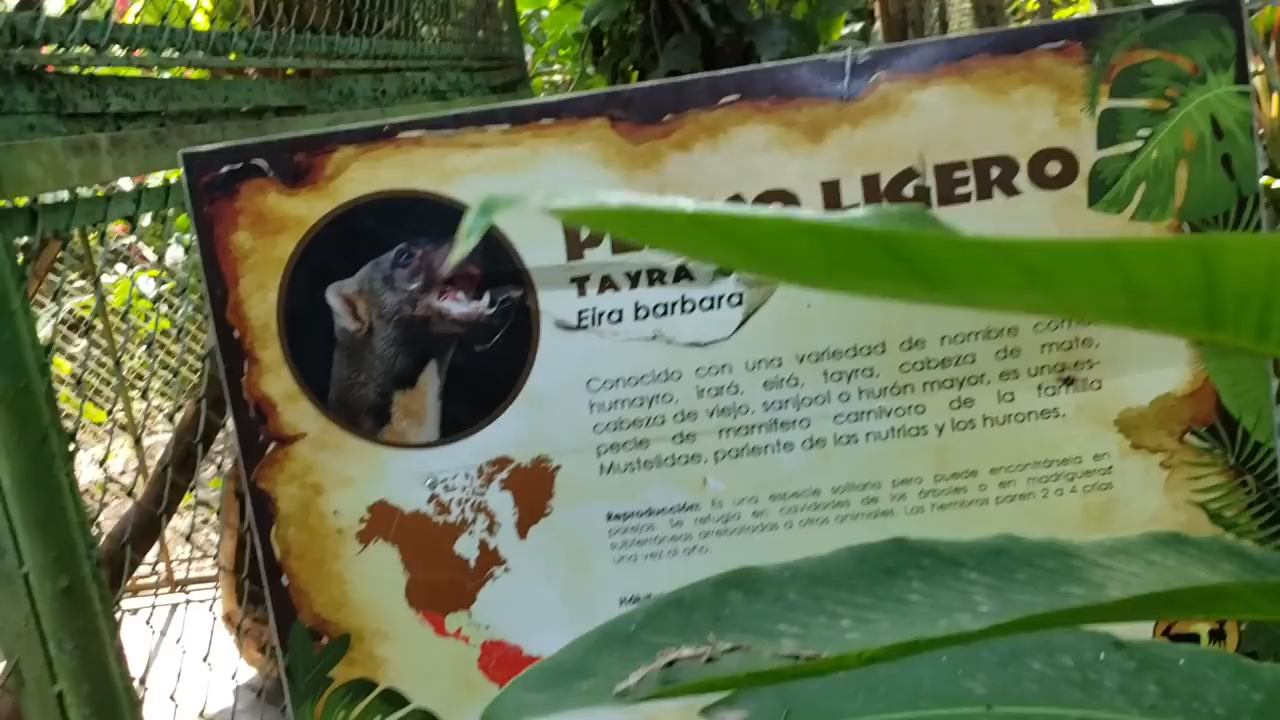 LIGERO
TAYRA
Eira barbara
Conocido con una variedad de nombre como
humayro, irará, eirá, tayra, cabeza de mate,
cabeza de viejo, sanjool o hurón mayor, es una es-
pecie de mamífero carnívoro de la familia
Mustelidae, pariente de las nutrias y los hurones.
Reproducción: Es una especie solitaria pero puede encontrársela en
parejas. Se refugia en cavidades de los árboles o en madrigueras
subterráneas arrebatadas a otros animales. Las hembras paren 2 a 4 crías
una vez al año.